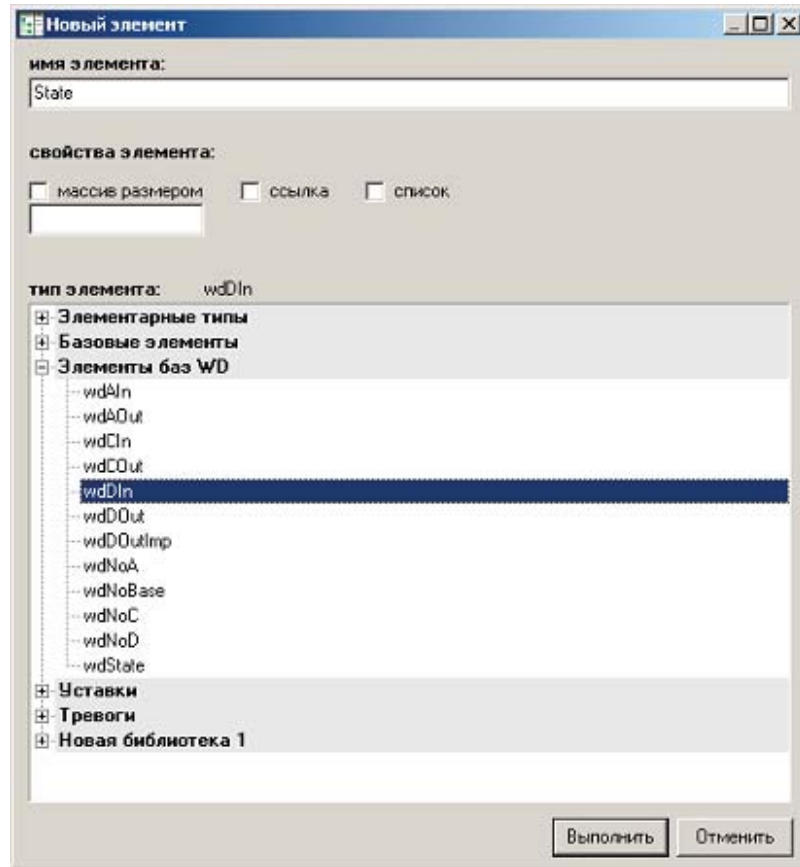 Новый элемент
имя элемента:
State
свойства элемента:
массив размером ссылка список
тип элемента: wdDIn
Элементарные типы
Базовые элементы
Элементы баз WD
wdAIn
wdAOut
wdCIn
wdCOut
wdDIn
wdDOut
wdDOutImp
wdNoA
wdNoBase
wdNoC
wdNoD
wdState
Уставки
Тревоги
Новая библиотека 1
Выполнить Отменить